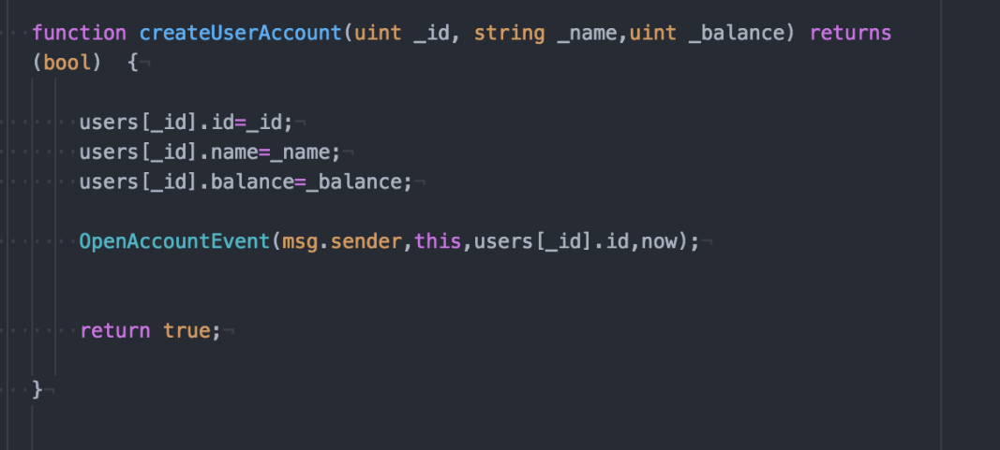 function createUserAccount(uint _id, string _name,uint _balance) returns
(bool)  {
users[_id].id=_id;
users[_id].name=_name;
users[_id].balance=_balance;
OpenAccountEvent(msg.sender,this,users[_id].id,now);
return true;
}